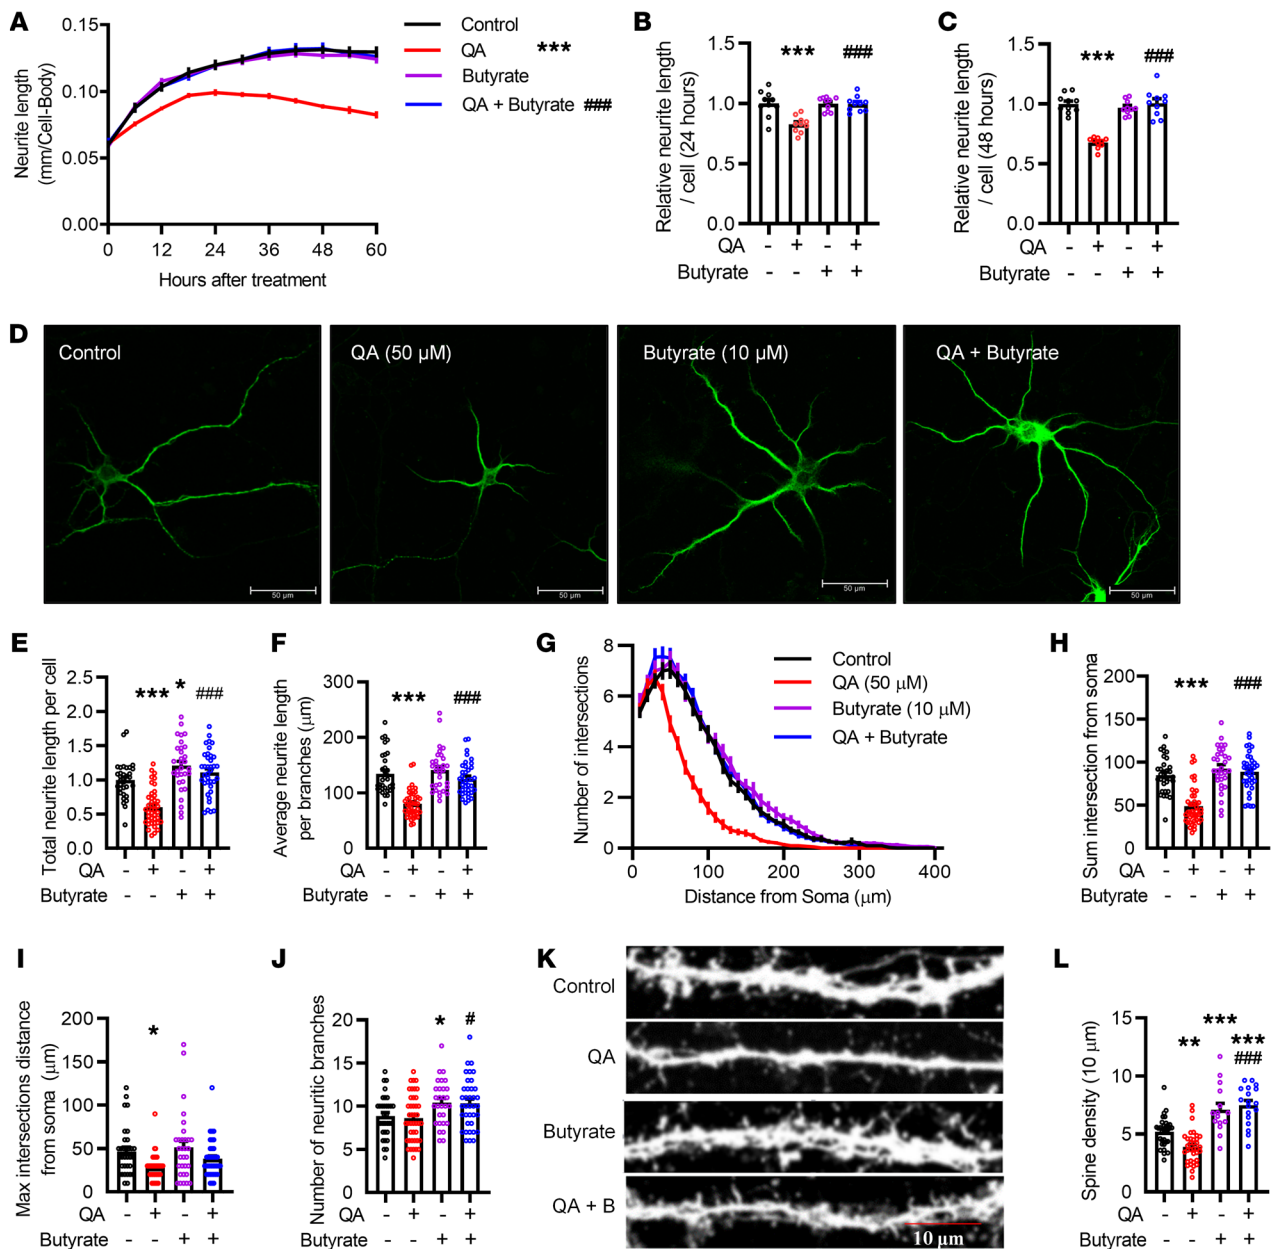 A
Neurite length
(mm/Cell-Body)
0.15
0.10
0.05
0.00
0 12 24 36 48 60
Hours after treatment
Control
QA ***
Butyrate
QA + Butyrate ###
B
Relative neurite length
/ cell (24 hours)
1.5
1.0
0.5
0.0
*** ###
QA - + - +
Butyrate - - + +
C
Relative neurite length
/ cell (48 hours)
1.5
1.0
0.5
0.0
*** ###
QA - + - +
Butyrate - - + +
D
Control
50 µm
QA (50 µM)
50 µm
Butyrate (10 µM)
50 µm
QA + Butyrate
50 µm
E
Total neurite length per cell
2.5
2.0
1.5
1.0
0.5
0.0
*** * ###
QA - + - +
Butyrate - - + +
F
Average neurite length
per branches (µm)
300
200
100
0
*** ###
QA - + - +
Butyrate - - + +
G
Number of intersections
8
6
4
2
0
0 100 200 300 400
Distance from Soma (µm)
Control
QA (50 µM)
Butyrate (10 µM)
QA + Butyrate
H
Sum intersection from soma
200
150
100
50
0
*** ###
QA - + - +
Butyrate - - + +
I
Max intersections distance
from soma (µm)
200
150
100
50
0
*
QA - + - +
Butyrate - - + +
J
Number of neuritic branches
20
15
10
5
0
* #
QA - + - +
Butyrate - - + +
K
Control
QA
Butyrate
QA + B
10 µm
L
Spine density (10 µm)
15
10
5
0
** *** ***
###
QA - + - +
Butyrate - - + +